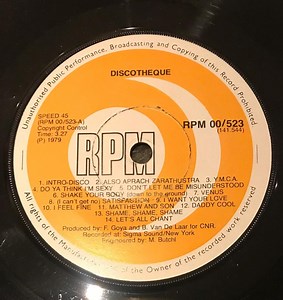 Unauthorised Public Performance, Broadcasting and Copying of this Record Prohibited
DISCOTHEQUE
SPEED 45
(RPM 00/523-A)
Copyright Control
Time: 3.27
(P) 1979
RPM 00/523
(141.544)
RPM
1. INTRO-DISCO 2. ALSO APRACH ZARATHUSTRA 3. Y.M.C.A.
4. DO YA THINK I'M SEXY 5. DON'T LET ME BE MISUNDERSTOOD
6. SHAKE YOUR BODY (down to the ground) 7. VENUS
8. (I can't get no) SATISFACTION 9. I WANT YOUR LOVE
10. I FEEL FINE 11. MATTHEW AND SON 12. DADDY COOL
13. SHAME, SHAME, SHAME
14. LET'S ALL CHANT
Produced by: F. Goya and B. Van De Laar for CNR.
Recorded at: Sigma Sound/New York
by: M. Butchl
All rights of the Manufacturer and of the Owner of the recorded work reserved